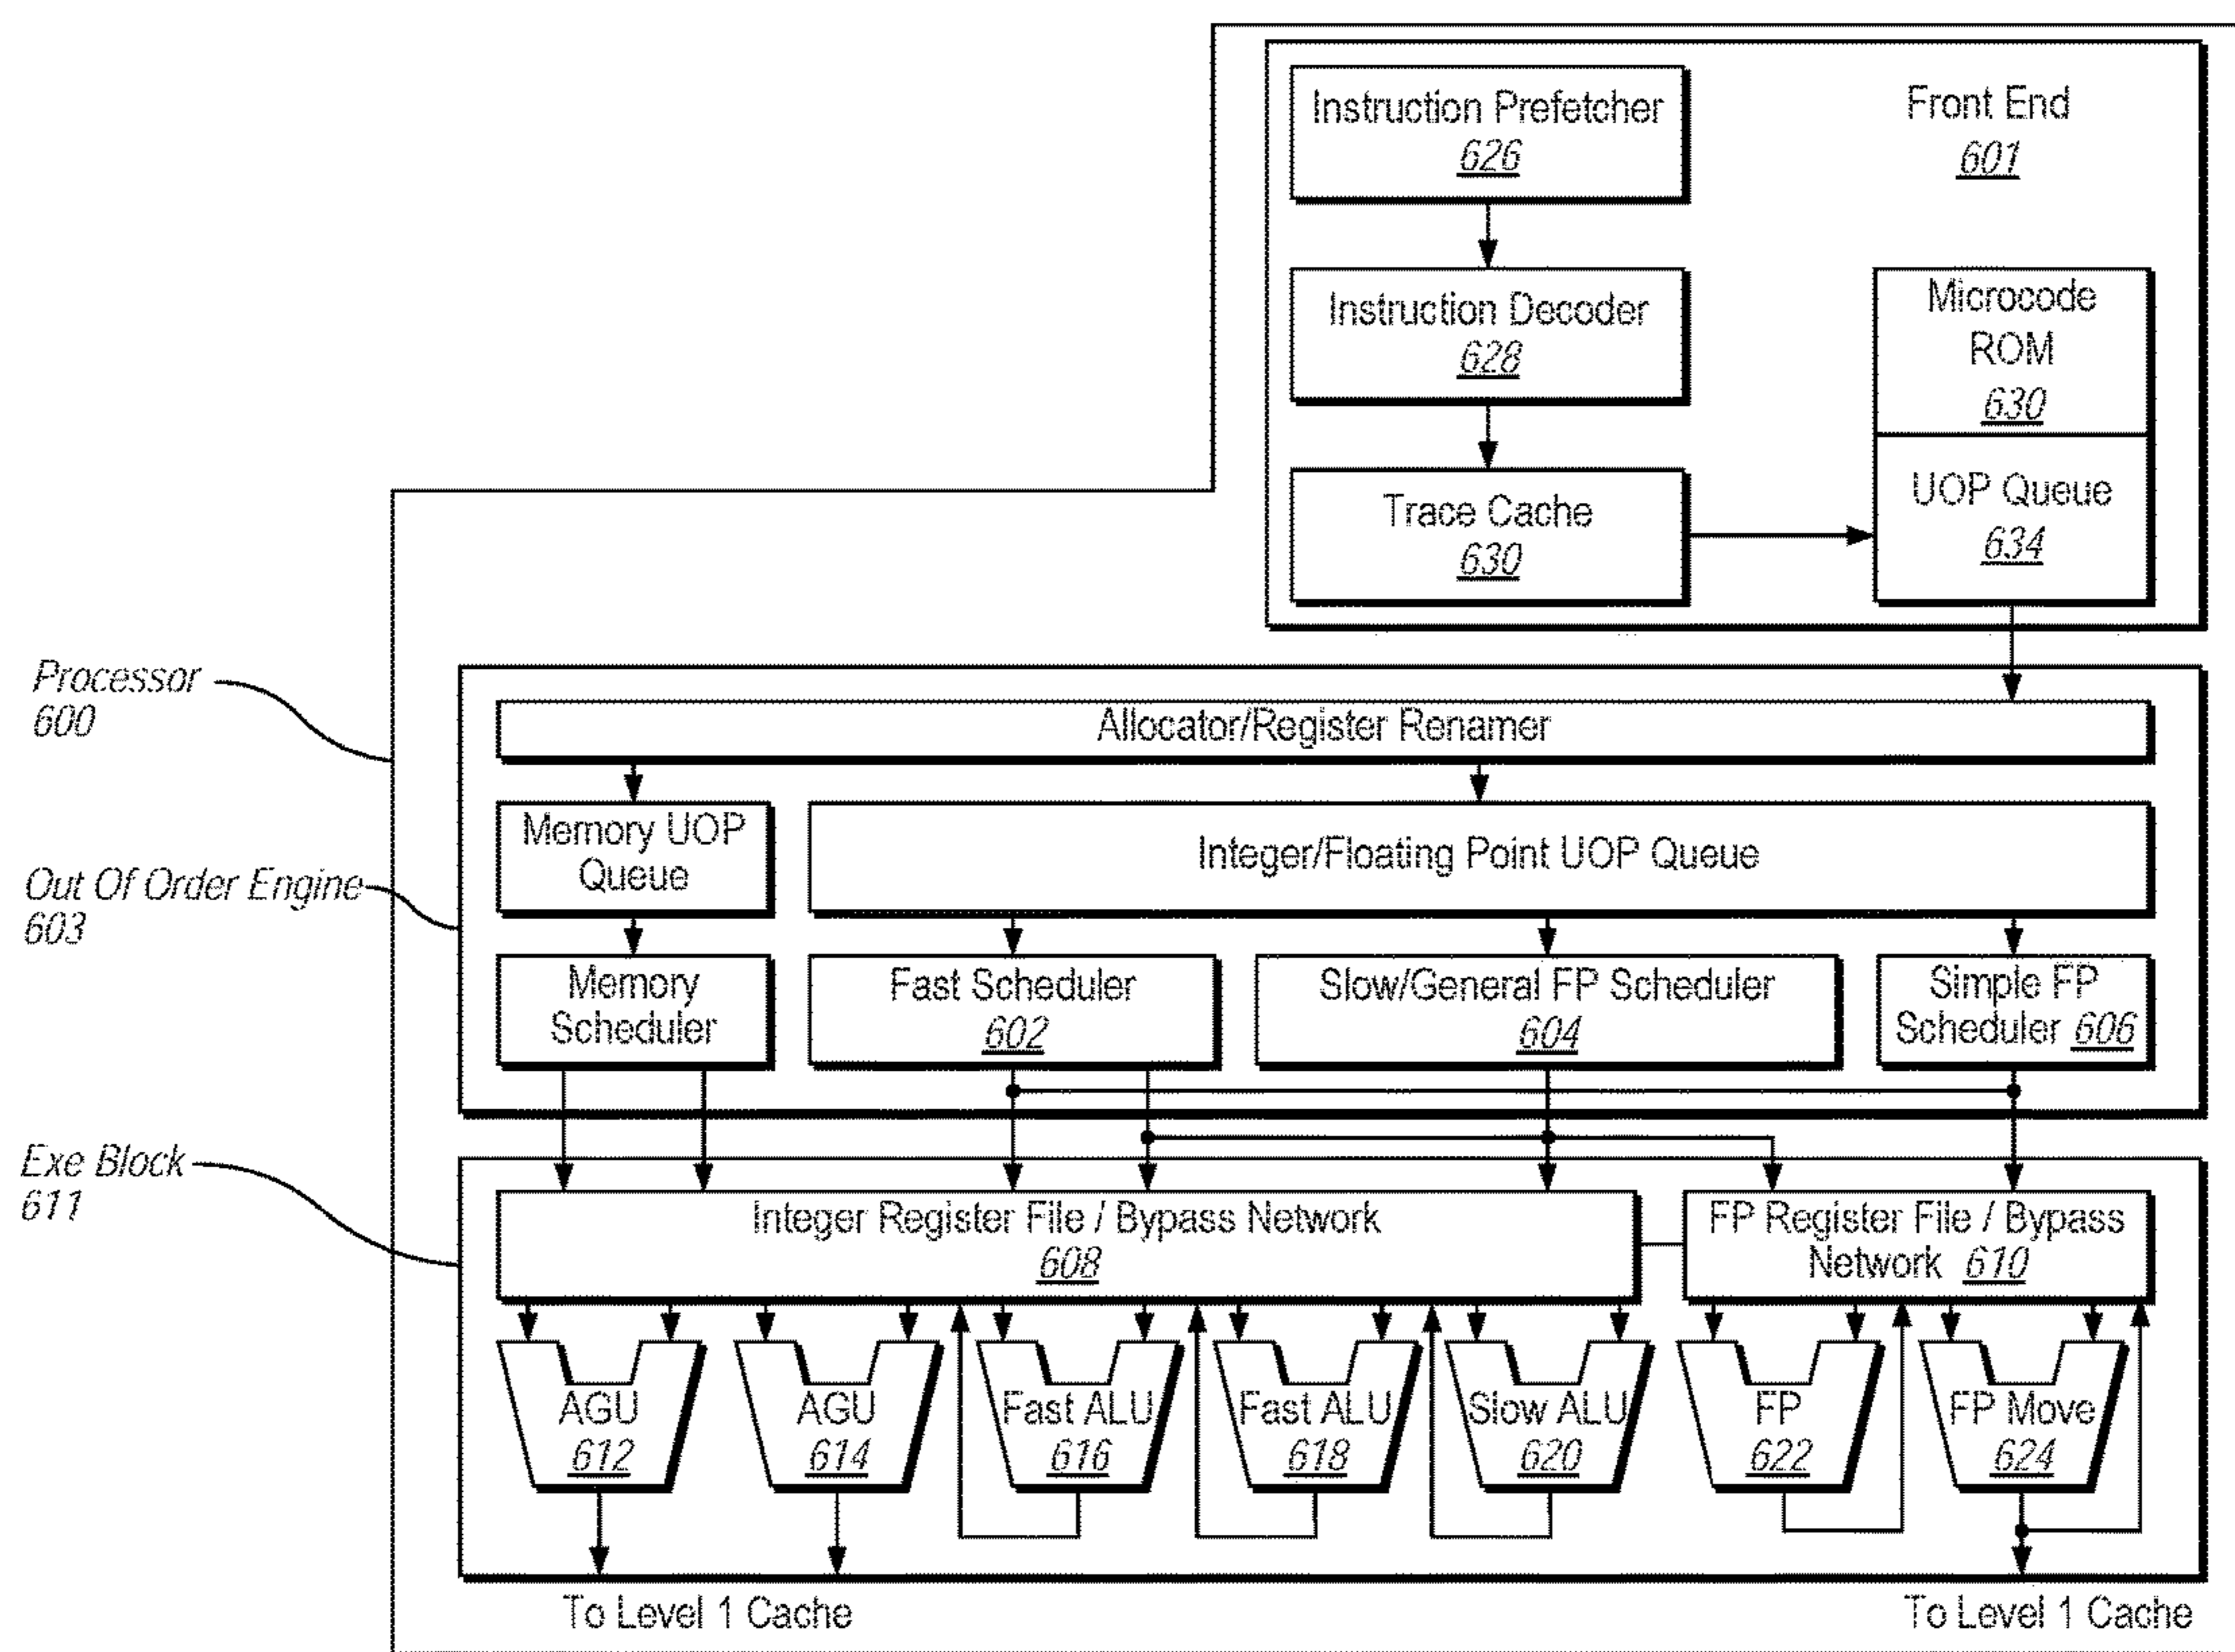 Instruction Prefetcher
626
Front End
601
Instruction Decoder
628
Microcode
ROM
630
Trace Cache
630
UOP Queue
634
Processor
600
Allocator/Register Renamer
Memory UOP
Queue
Integer/Floating Point UOP Queue
Out Of Order Engine
603
Memory
Scheduler
Fast Scheduler
602
Slow/General FP Scheduler
604
Simple FP
Scheduler 606
Exe Block
611
Integer Register File / Bypass Network
608
FP Register File / Bypass
Network 610
AGU
612
AGU
614
Fast ALU
616
Fast ALU
618
Slow ALU
620
FP
622
FP Move
624
To Level 1 Cache
To Level 1 Cache